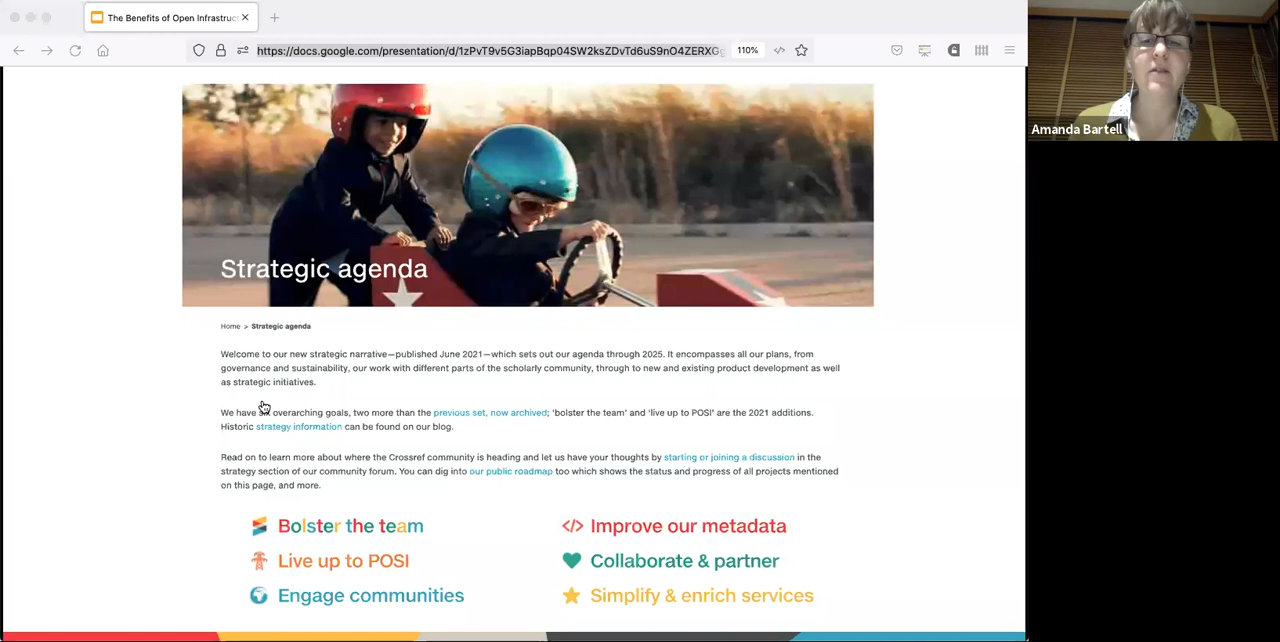 The Benefits of Open Infrastruc
https://docs.google.com/presentation/d/1zPvT9v5G3iapBqp04SW2ksZDvTd6uS9nO4ZERXG
110%
Amanda Bartell
Strategic agenda
Home > Strategic agenda
Welcome to our new strategic narrative—published June 2021—which sets out our agenda through 2025. It encompasses all our plans, from
governance and sustainability, our work with different parts of the scholarly community, through to new and existing product development as well
as strategic initiatives.
We have six overarching goals, two more than the previous set, now archived; 'bolster the team' and 'live up to POSI' are the 2021 additions.
Historic strategy information can be found on our blog.
Read on to learn more about where the Crossref community is heading and let us have your thoughts by starting or joining a discussion in the
strategy section of our community forum. You can dig into our public roadmap too which shows the status and progress of all projects mentioned
on this page, and more.
Bolster the team
</> Improve our metadata
Live up to POSI
Collaborate & partner
Engage communities
Simplify & enrich services